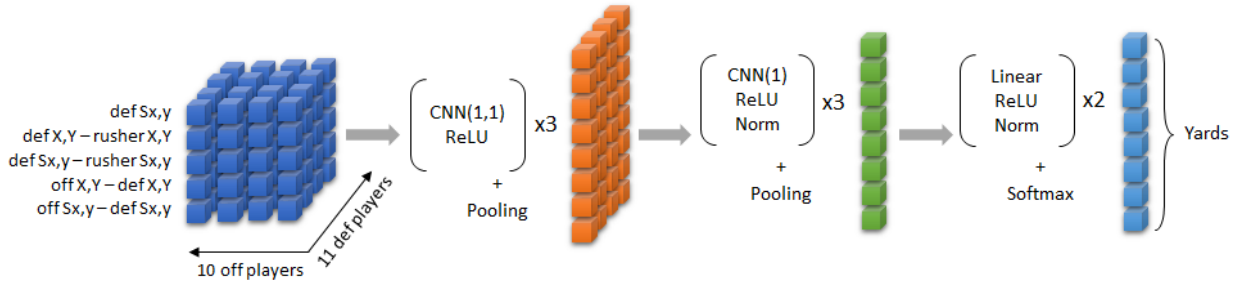 def Sx,y
def X,Y – rusher X,Y
def Sx,y – rusher Sx,y
off X,Y – def X,Y
off Sx,y – def Sx,y
10 off players
11 def players
CNN(1,1)
ReLU
x3
+
Pooling
CNN(1)
ReLU
Norm
x3
+
Pooling
Linear
ReLU
Norm
x2
+
Softmax
Yards